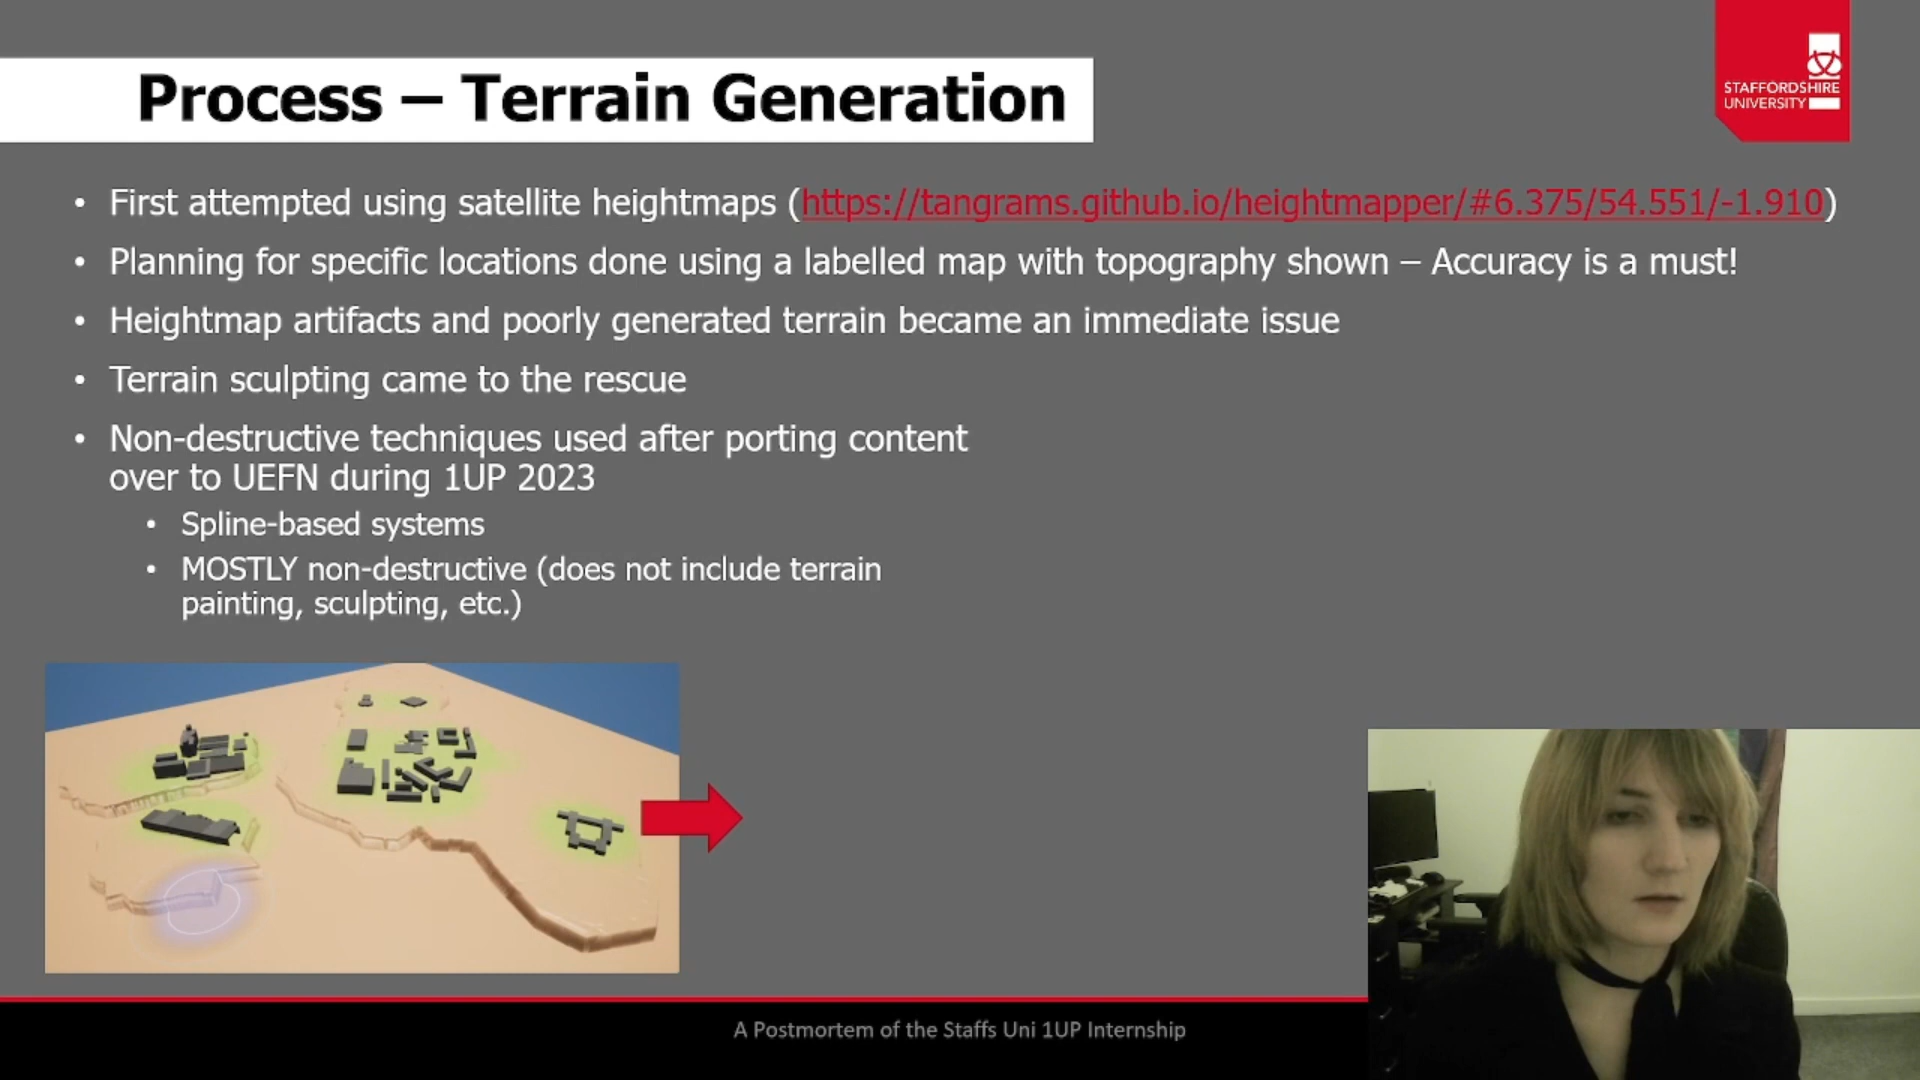 Process – Terrain Generation
STAFFORDSHIRE
UNIVERSITY
• First attempted using satellite heightmaps (https://tangrams.github.io/heightmapper/#6.375/54.551/-1.910)
• Planning for specific locations done using a labelled map with topography shown – Accuracy is a must!
• Heightmap artifacts and poorly generated terrain became an immediate issue
• Terrain sculpting came to the rescue
• Non-destructive techniques used after porting content
over to UEFN during 1UP 2023
• Spline-based systems
• MOSTLY non-destructive (does not include terrain
painting, sculpting, etc.)
A Postmortem of the Staffs Uni 1UP Internship